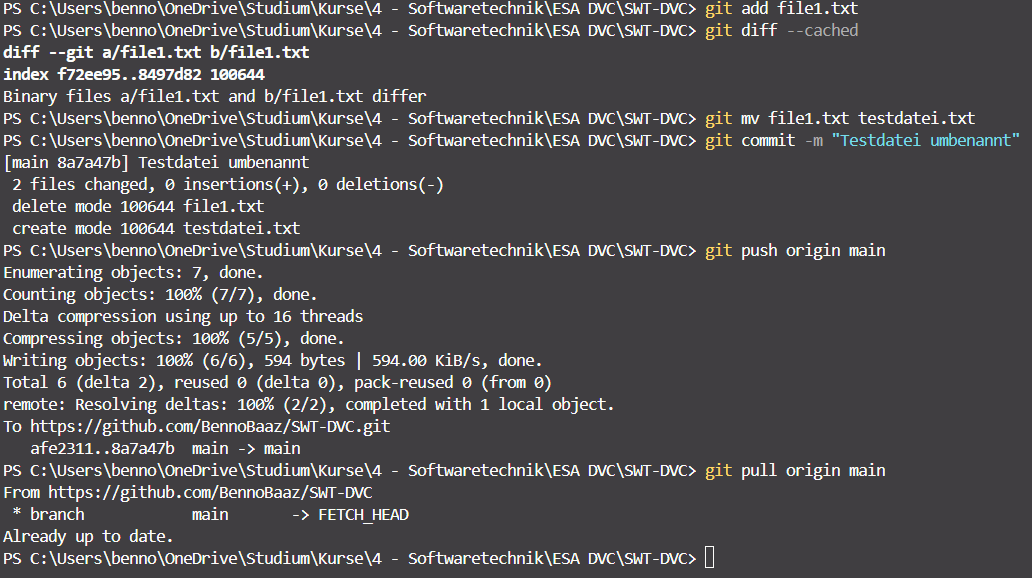 PS C:\Users\benno\OneDrive\Studium\Kurse\4 - Softwaretechnik\ESA DVC\SWT-DVC> git add file1.txt
PS C:\Users\benno\OneDrive\Studium\Kurse\4 - Softwaretechnik\ESA DVC\SWT-DVC> git diff --cached
diff --git a/file1.txt b/file1.txt
index f72ee95..8497d82 100644
Binary files a/file1.txt and b/file1.txt differ
PS C:\Users\benno\OneDrive\Studium\Kurse\4 - Softwaretechnik\ESA DVC\SWT-DVC> git mv file1.txt testdatei.txt
PS C:\Users\benno\OneDrive\Studium\Kurse\4 - Softwaretechnik\ESA DVC\SWT-DVC> git commit -m "Testdatei umbenannt"
[main 8a7a47b] Testdatei umbenannt
 2 files changed, 0 insertions(+), 0 deletions(-)
 delete mode 100644 file1.txt
 create mode 100644 testdatei.txt
PS C:\Users\benno\OneDrive\Studium\Kurse\4 - Softwaretechnik\ESA DVC\SWT-DVC> git push origin main
Enumerating objects: 7, done.
Counting objects: 100% (7/7), done.
Delta compression using up to 16 threads
Compressing objects: 100% (5/5), done.
Writing objects: 100% (6/6), 594 bytes | 594.00 KiB/s, done.
Total 6 (delta 2), reused 0 (delta 0), pack-reused 0 (from 0)
remote: Resolving deltas: 100% (2/2), completed with 1 local object.
To https://github.com/BennoBaaz/SWT-DVC.git
   afe2311..8a7a47b  main -> main
PS C:\Users\benno\OneDrive\Studium\Kurse\4 - Softwaretechnik\ESA DVC\SWT-DVC> git pull origin main
From https://github.com/BennoBaaz/SWT-DVC
 * branch            main       -> FETCH_HEAD
Already up to date.
PS C:\Users\benno\OneDrive\Studium\Kurse\4 - Softwaretechnik\ESA DVC\SWT-DVC>